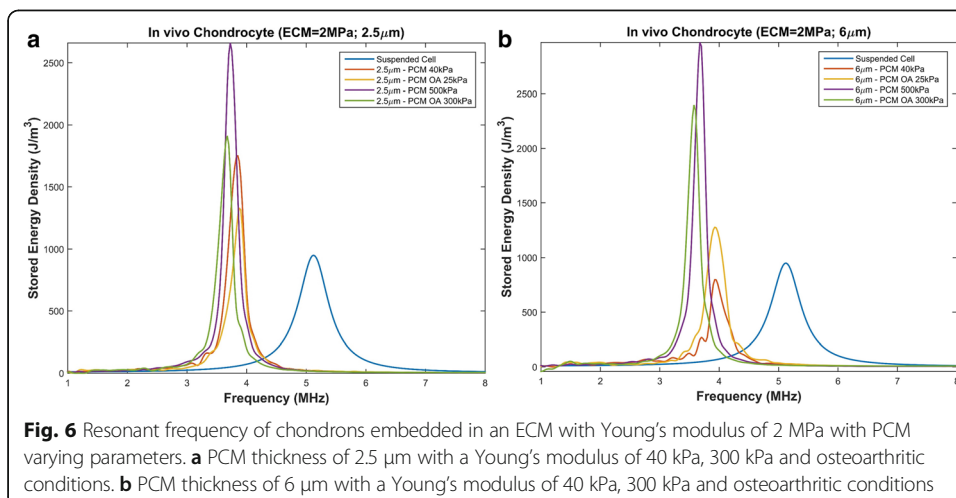 a
In vivo Chondrocyte (ECM=2MPa; 2.5μm)
Stored Energy Density (J/m³)
2500
2000
1500
1000
500
0
Suspended Cell
2.5μm - PCM 40kPa
2.5μm - PCM OA 25kPa
2.5μm - PCM 500kPa
2.5μm - PCM OA 300kPa
1 2 3 4 5 6 7 8
Frequency (MHz)
b
In vivo Chondrocyte (ECM=2MPa; 6μm)
Stored Energy Density (J/m³)
2500
2000
1500
1000
500
0
Suspended Cell
6μm - PCM 40kPa
6μm - PCM OA 25kPa
6μm - PCM 500kPa
6μm - PCM OA 300kPa
1 2 3 4 5 6 7 8
Frequency (MHz)
Fig. 6 Resonant frequency of chondrons embedded in an ECM with Young's modulus of 2 MPa with PCM
varying parameters. a PCM thickness of 2.5 μm with a Young's modulus of 40 kPa, 300 kPa and osteoarthritic
conditions. b PCM thickness of 6 μm with a Young's modulus of 40 kPa, 300 kPa and osteoarthritic conditions